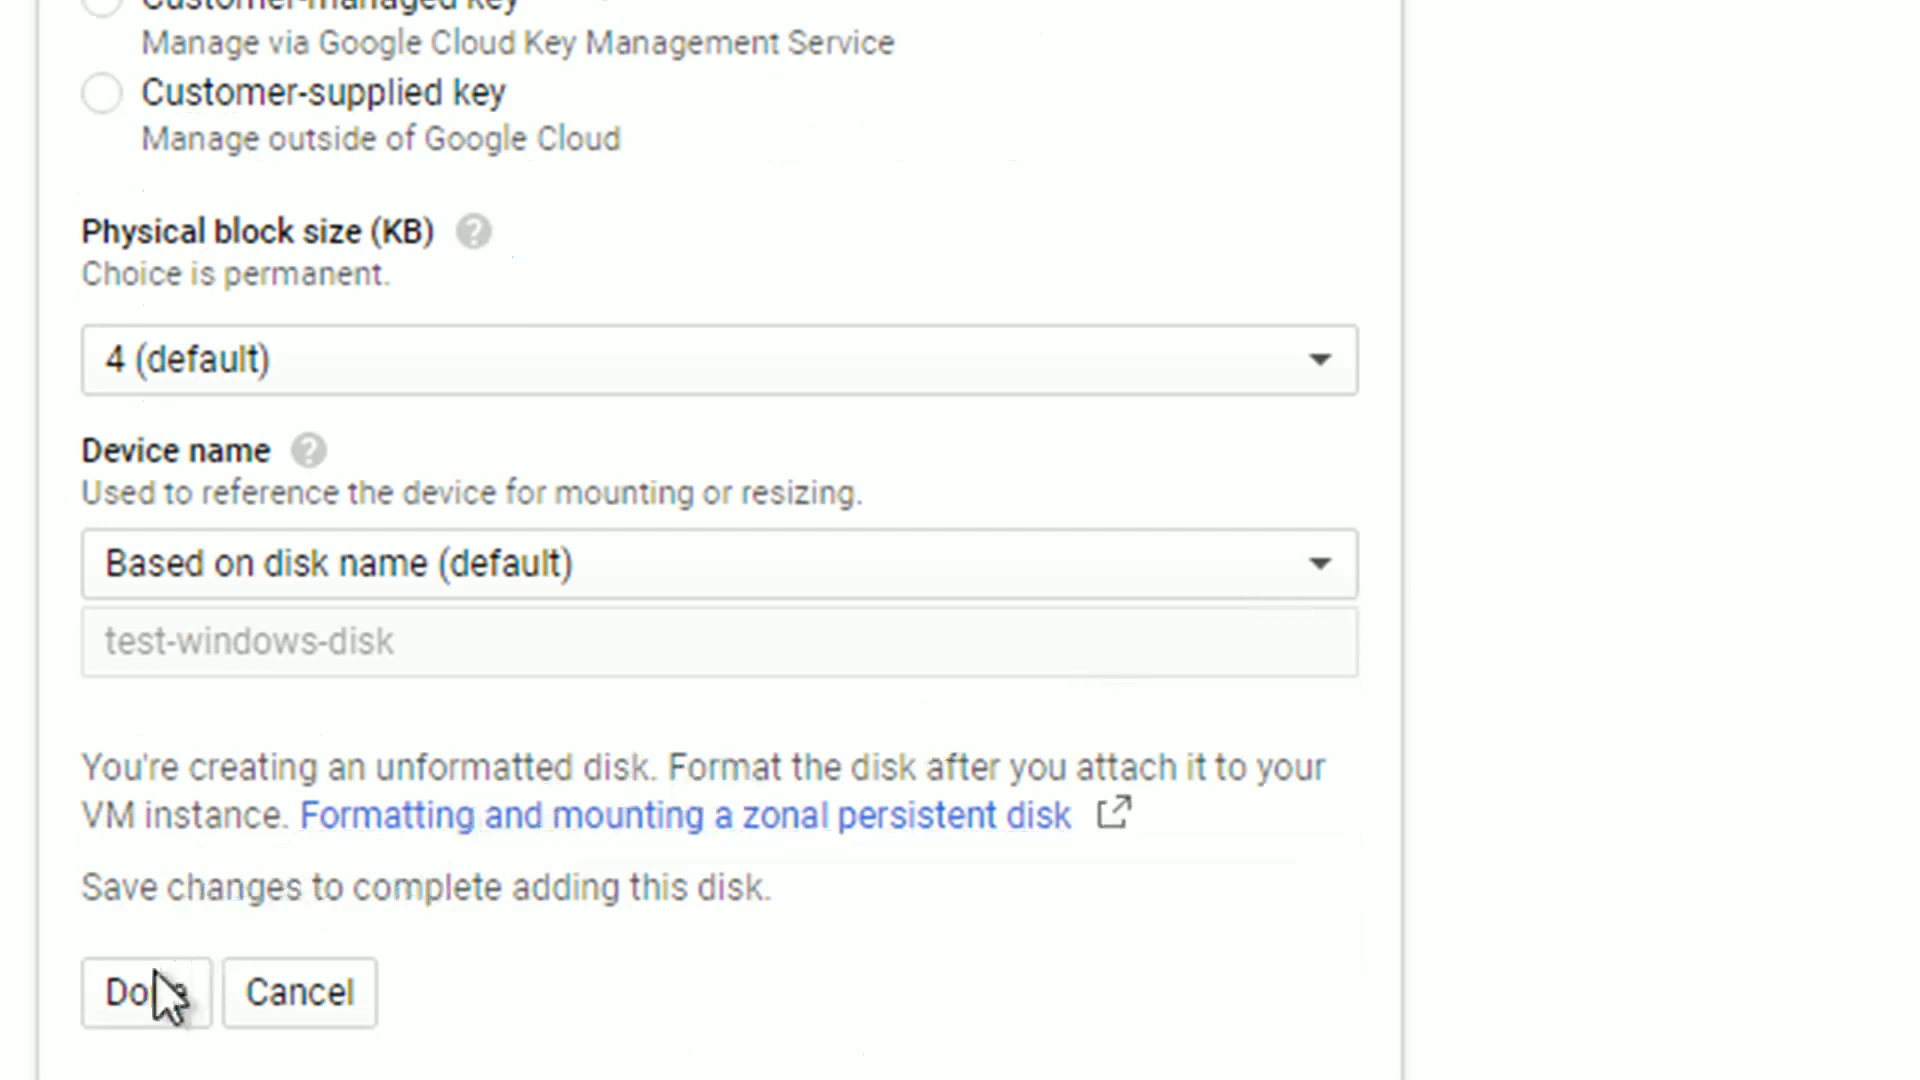 Customer-managed key
Manage via Google Cloud Key Management Service
Customer-supplied key
Manage outside of Google Cloud
Physical block size (KB)
Choice is permanent.
4 (default)
Device name
Used to reference the device for mounting or resizing.
Based on disk name (default)
test-windows-disk
You're creating an unformatted disk. Format the disk after you attach it to your
VM instance. Formatting and mounting a zonal persistent disk
Save changes to complete adding this disk.
Done Cancel